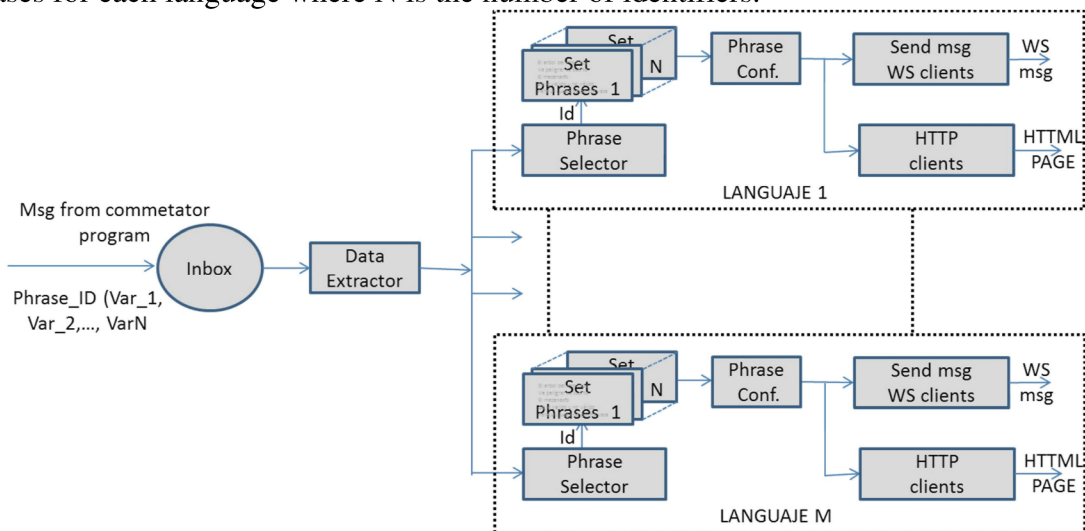 ases for each language where N is the number of identifiers.
Set
N
Set
Phrases 1
Id
Phrase
Selector
Phrase
Conf.
Send msg
WS clients
WS
msg
HTTP
clients
HTTML
PAGE
LANGUAJE 1
Msg from commetator
program
Inbox
Phrase_ID (Var_1,
Var_2,..., VarN
Data
Extractor
Set
N
Set
Phrases 1
Id
Phrase
Selector
Phrase
Conf.
Send msg
WS clients
WS
msg
HTTP
clients
HTTML
PAGE
LANGUAJE M